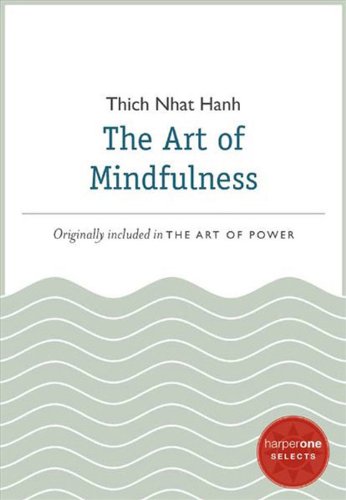 Thich Nhat Hanh
The Art of
Mindfulness
Originally included in THE ART OF POWER
harperone
SELECTS